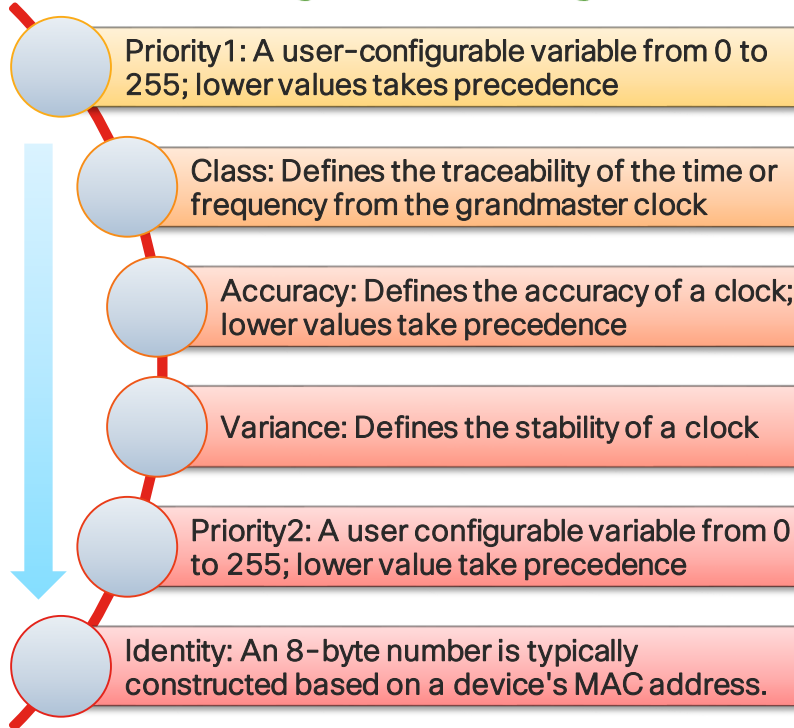 Priority1: A user-configurable variable from 0 to
255; lower values takes precedence
Class: Defines the traceability of the time or
frequency from the grandmaster clock
Accuracy: Defines the accuracy of a clock;
lower values take precedence
Variance: Defines the stability of a clock
Priority2: A user configurable variable from 0
to 255; lower value take precedence
Identity: An 8-byte number is typically
constructed based on a device's MAC address.